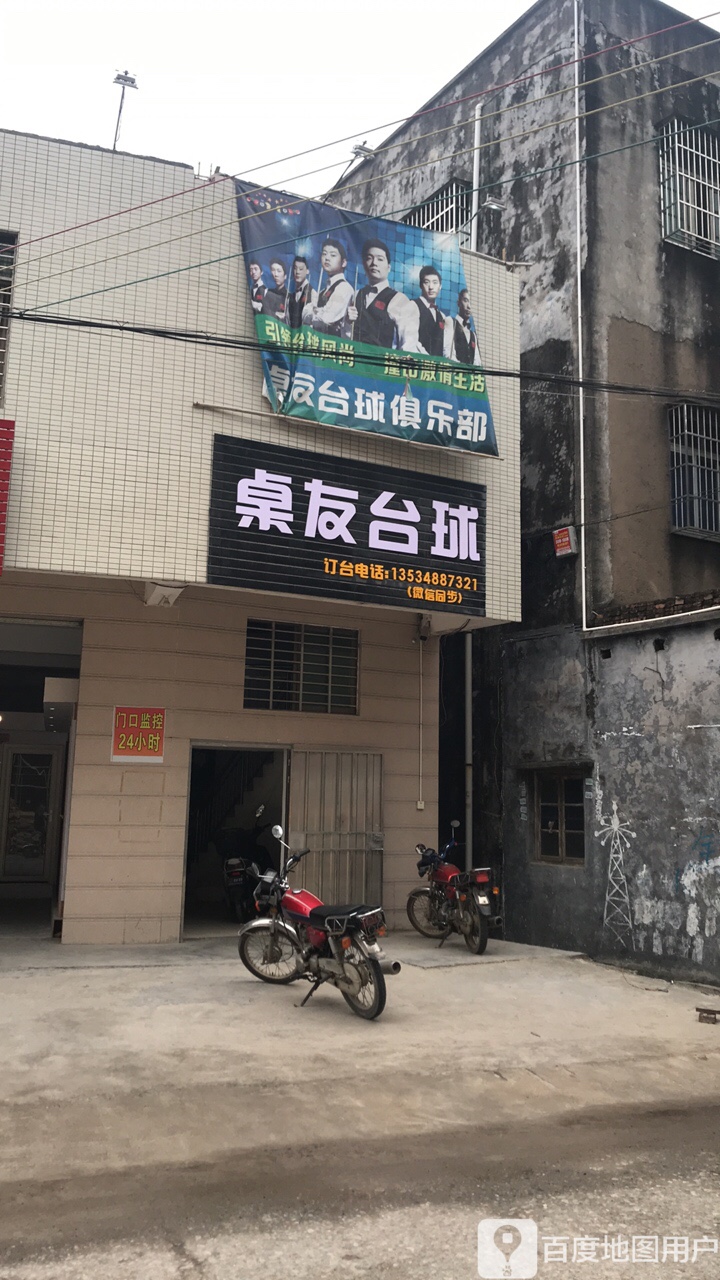 引领台球风尚 撞击激情生活
桌友台球俱乐部
桌友台球
订台电话:13534887321
(微信同步)
门口监控
24小时
百度地图用户